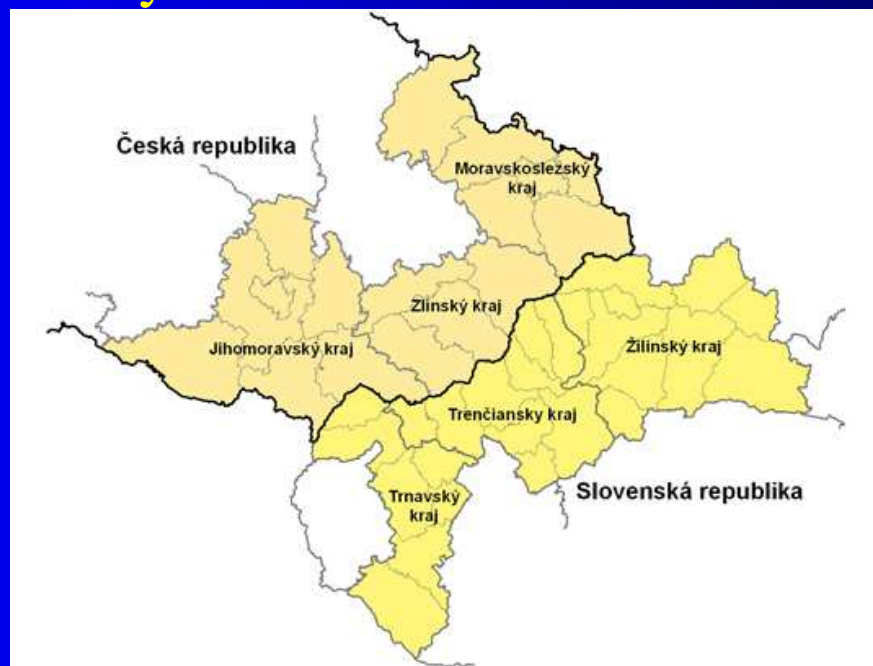 Česká republika
Moravskoslezský
kraj
Zlínský kraj
Jihomoravský kraj
Žilinský kraj
Trenčiansky kraj
Slovenská republika
Trnavský
kraj